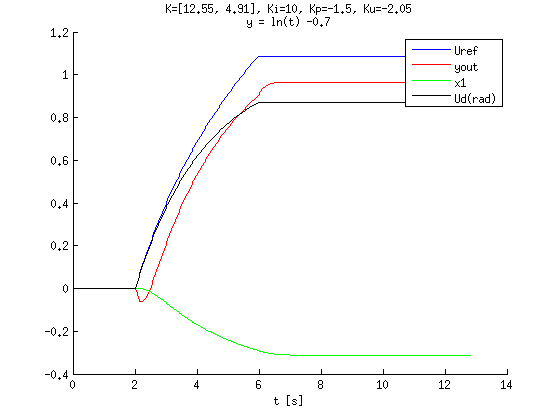 K=[12.55, 4.91], Ki=10, Kp=-1.5, Ku=-2.05
y = ln(t) -0.7
1.2
1
0.8
0.6
0.4
0.2
0
-0.2
-0.4
Uref
yout
x1
Ud(rad)
0 2 4 6 8 10 12 14
t [s]